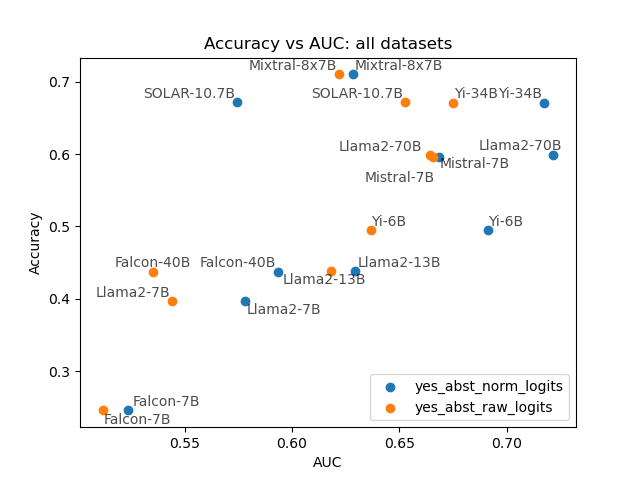 Accuracy vs AUC: all datasets
Mixtral-8x7B
Mixtral-8x7B
SOLAR-10.7B
SOLAR-10.7B
Yi-34B
Yi-34B
Llama2-70B
Llama2-70B
Mistral-7B
Mistral-7B
Yi-6B
Yi-6B
Falcon-40B
Falcon-40B
Llama2-13B
Llama2-13B
Llama2-7B
Llama2-7B
Falcon-7B
Falcon-7B
0.7
0.6
0.5
0.4
0.3
Accuracy
yes_abst_norm_logits
yes_abst_raw_logits
0.55
0.60
0.65
0.70
AUC